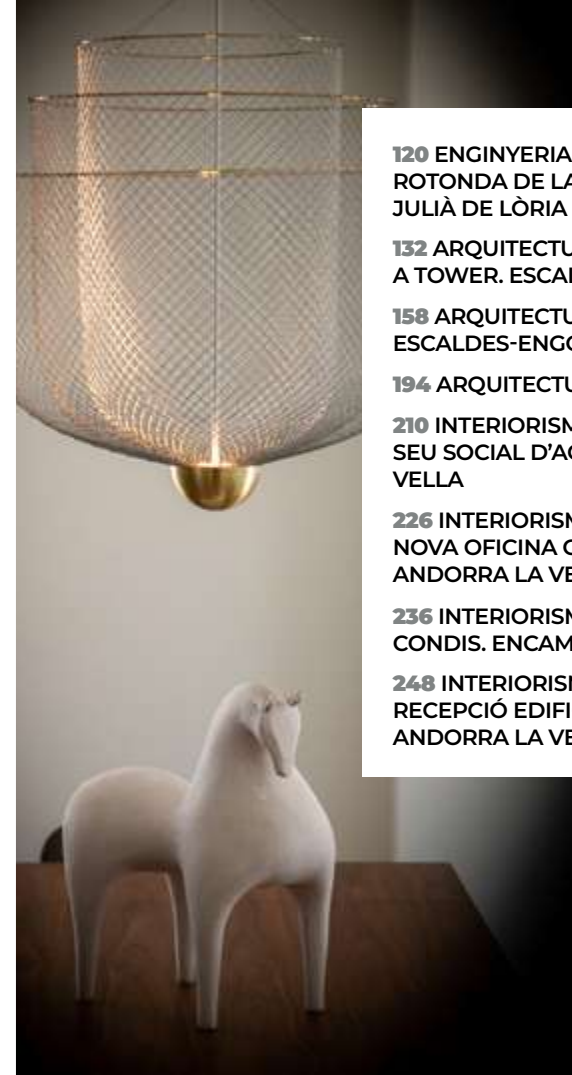 120 ENGINYERIA
ROTONDA DE LA
JULIÀ DE LÒRIA
132 ARQUITECTU
A TOWER. ESCAL
158 ARQUITECTU
ESCALDES-ENGO
194 ARQUITECTU
210 INTERIORISM
SEU SOCIAL D’AC
VELLA
226 INTERIORISM
NOVA OFICINA C
ANDORRA LA VE
236 INTERIORISM
CONDIS. ENCAM
248 INTERIORISM
RECEPCIÓ EDIFI
ANDORRA LA VE